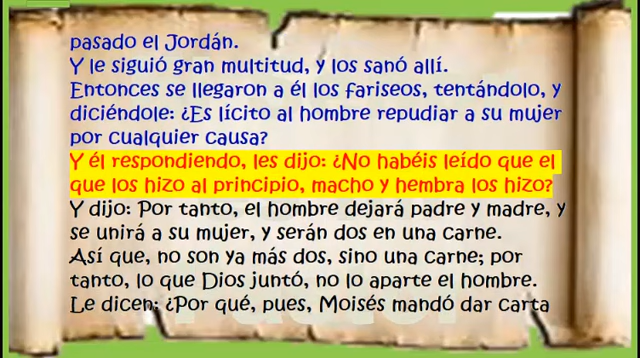 pasado el Jordán.
Y le siguió gran multitud, y los sanó allí.
Entonces se llegaron a él los fariseos, tentándolo, y
diciéndole: ¿Es lícito al hombre repudiar a su mujer
por cualquier causa?
Y él respondiendo, les dijo: ¿No habéis leído que el
que los hizo al principio, macho y hembra los hizo?
Y dijo: Por tanto, el hombre dejará padre y madre, y
se unirá a su mujer, y serán dos en una carne.
Así que, no son ya más dos, sino una carne; por
tanto, lo que Dios juntó, no lo aparte el hombre.
Le dicen: ¿Por qué, pues, Moisés mandó dar carta